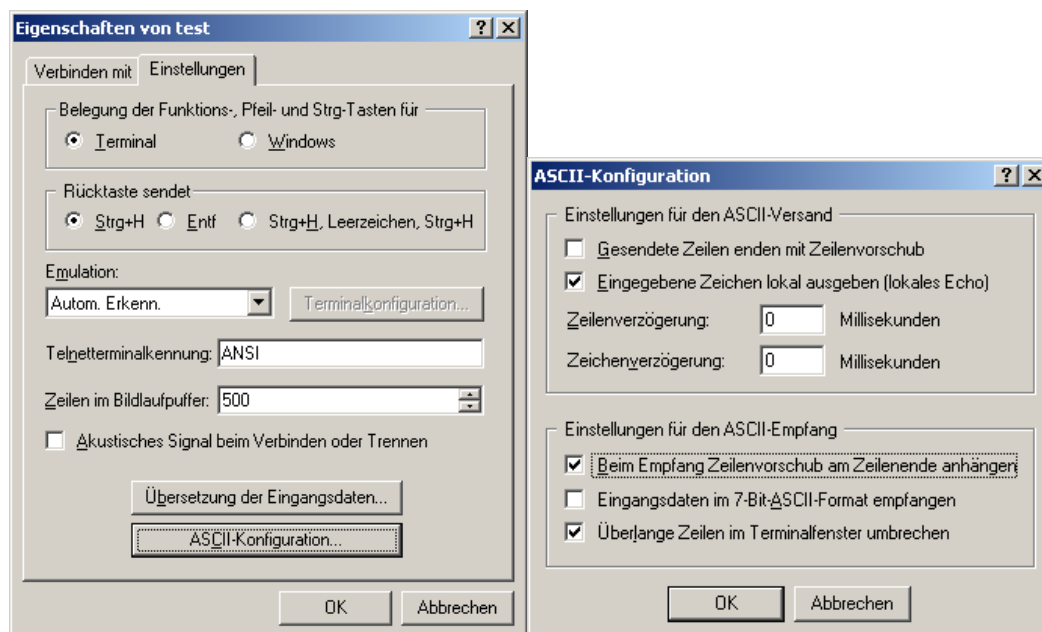 Eigenschaften von test
Verbinden mit Einstellungen
Belegung der Funktions-, Pfeil- und Strg-Tasten für
Terminal Windows
Rücktaste sendet
Strg+H Entf Strg+H, Leerzeichen, Strg+H
Emulation:
Autom. Erkenn. Terminalkonfiguration...
Telnetterminalkennung: ANSI
Zeilen im Bildlaufpuffer: 500
Akustisches Signal beim Verbinden oder Trennen
Übersetzung der Eingangsdaten...
ASCII-Konfiguration...
OK Abbrechen
ASCII-Konfiguration
Einstellungen für den ASCII-Versand
Gesendete Zeilen enden mit Zeilenvorschub
Eingegebene Zeichen lokal ausgeben (lokales Echo)
Zeilenverzögerung: 0 Millisekunden
Zeichenverzögerung: 0 Millisekunden
Einstellungen für den ASCII-Empfang
Beim Empfang Zeilenvorschub am Zeilenende anhängen
Eingangsdaten im 7-Bit-ASCII-Format empfangen
Überlange Zeilen im Terminalfenster umbrechen
OK Abbrechen